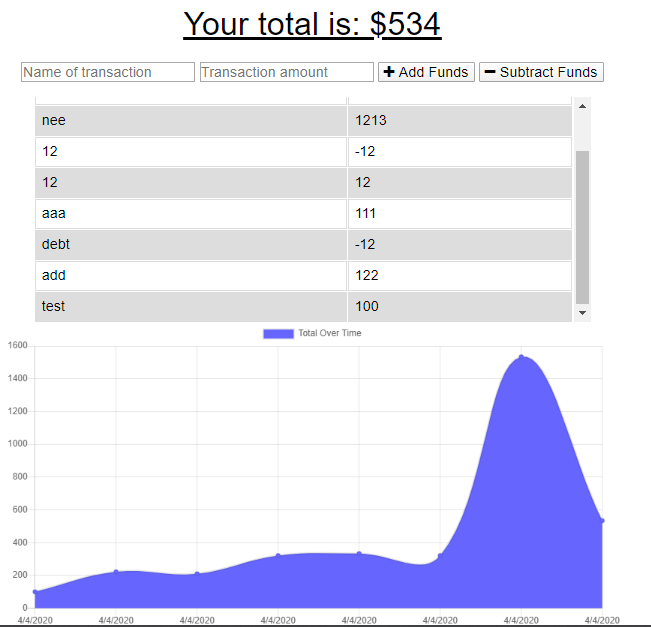 Your total is: $534
Name of transaction Transaction amount + Add Funds − Subtract Funds
nee 1213
12 -12
12 12
aaa 111
debt -12
add 122
test 100
Total Over Time
1600
1400
1200
1000
800
600
400
200
0
4/4/2020 4/4/2020 4/4/2020 4/4/2020 4/4/2020 4/4/2020 4/4/2020 4/4/2020